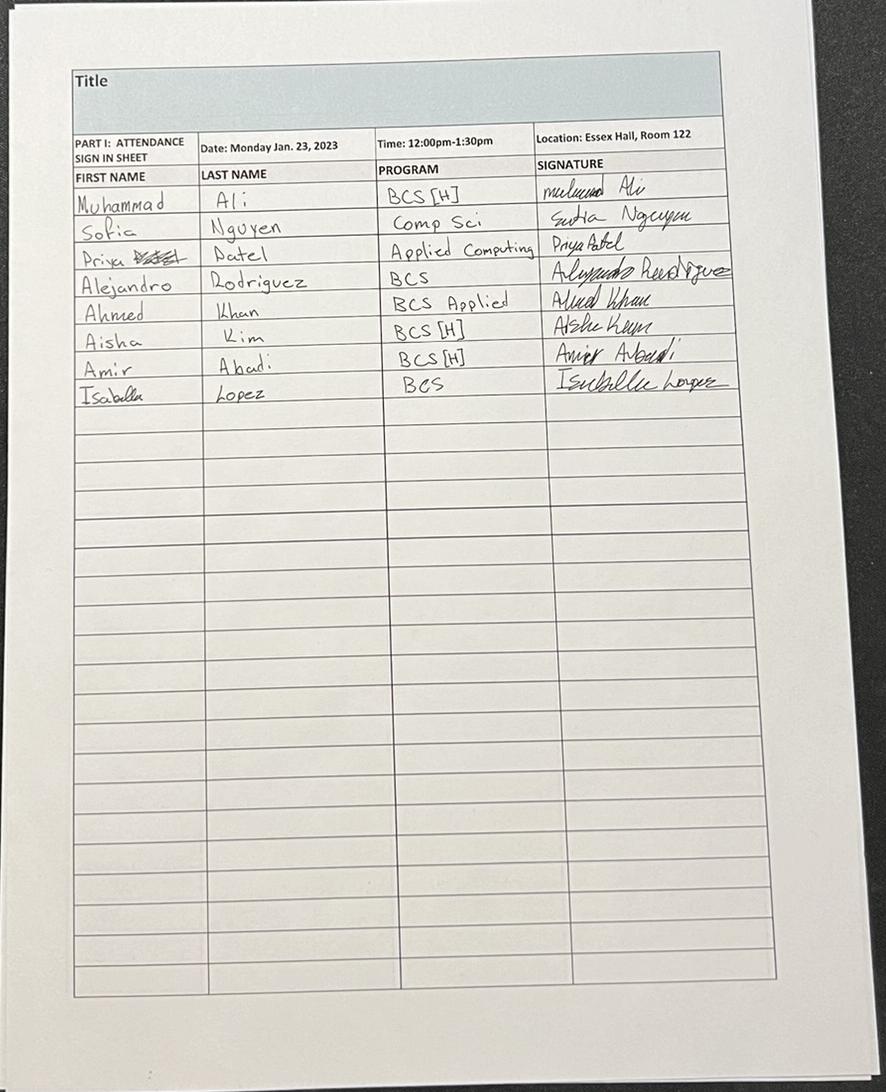 Title
PART I: ATTENDANCE SIGN IN SHEET Date: Monday Jan. 23, 2023 Time: 12:00pm-1:30pm Location: Essex Hall, Room 122
FIRST NAME LAST NAME PROGRAM SIGNATURE
Muhammad Ali BCS [H] Ali
Sofia Nguyen Comp Sci Nguyen
Priya Patel Applied Computing Priya Patel
Alejandro Rodriguez BCS Alejandro Rodriguez
Ahmed Khan BCS Applied Ahmed Khan
Aisha Kim BCS [H] Aisha Kim
Amir Abadi BCS [H] Amir Abadi
Isabella Lopez BCS Isabella Lopez